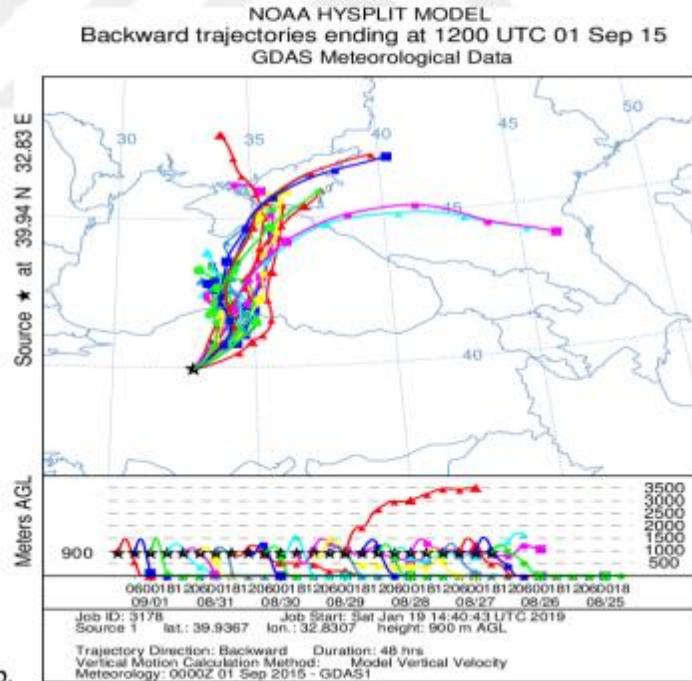 NOAA HYSPLIT MODEL
Backward trajectories ending at 1200 UTC 01 Sep 15
GDAS Meteorological Data
Source ★ at 39.94 N 32.83 E
30
35
40
45
50
45
40
Meters AGL
900
3500
3000
2500
2000
1500
1000
500
09/01
08/31
08/30
08/29
08/28
08/27
08/26
08/25
Job ID: 3178 Job Start: Sat Jan 19 14:40:43 UTC 2019
Source 1 lat.: 39.9367 lon.: 32.8307 height: 900 m AGL
Trajectory Direction: Backward Duration: 48 hrs
Vertical Motion Calculation Method: Model Vertical Velocity
Meteorology: 0000Z 01 Sep 2015 - GDAS1
b.